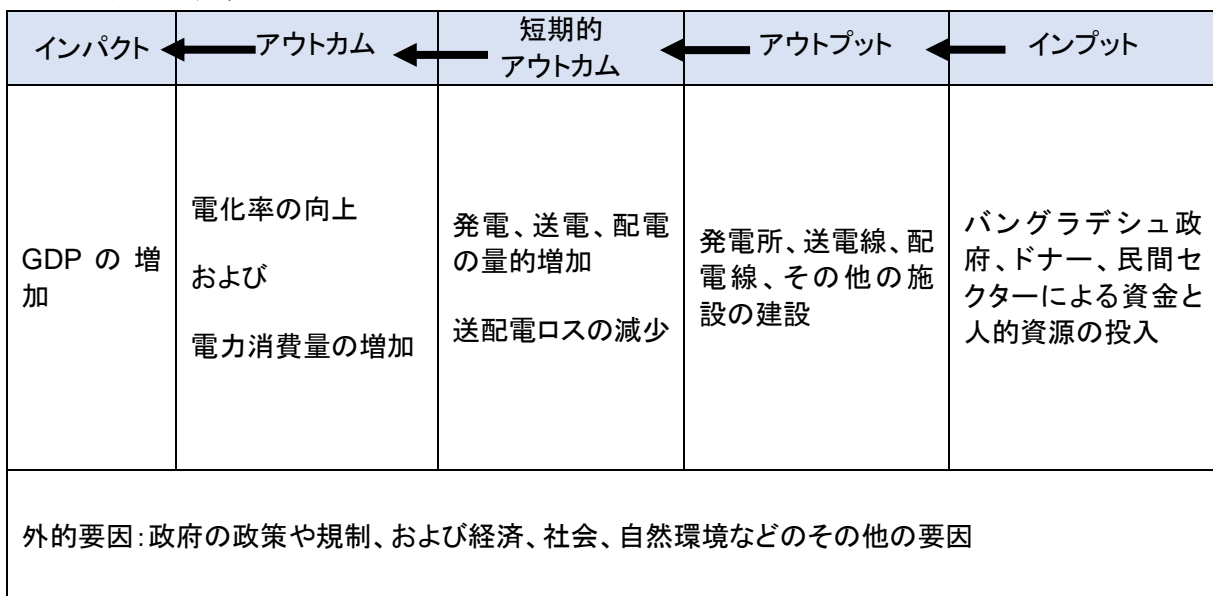 インパクト
アウトカム
短期的
アウトカム
アウトプット
インプット
GDP の 増
加
電化率の向上
および
電力消費量の増加
発電、送電、配電
の量的増加
送配電ロスの減少
発電所、送電線、配
電線、その他の施
設の建設
バングラデシュ政
府、ドナー、民間セ
クターによる資金と
人的資源の投入
外的要因：政府の政策や規制、および経済、社会、自然環境などのその他の要因